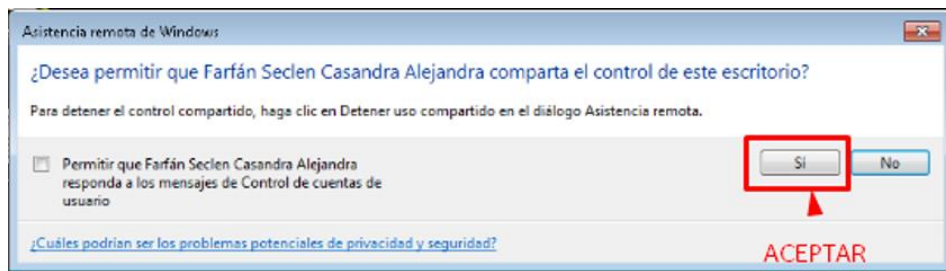 Asistencia remota de Windows
¿Desea permitir que Farfán Seclen Casandra Alejandra comparta el control de este escritorio?
Para detener el control compartido, haga clic en Detener uso compartido en el diálogo Asistencia remota.
Permitir que Farfán Seclen Casandra Alejandra
responda a los mensajes de Control de cuentas de
usuario
Sí No
¿Cuáles podrían ser los problemas potenciales de privacidad y seguridad?
ACEPTAR